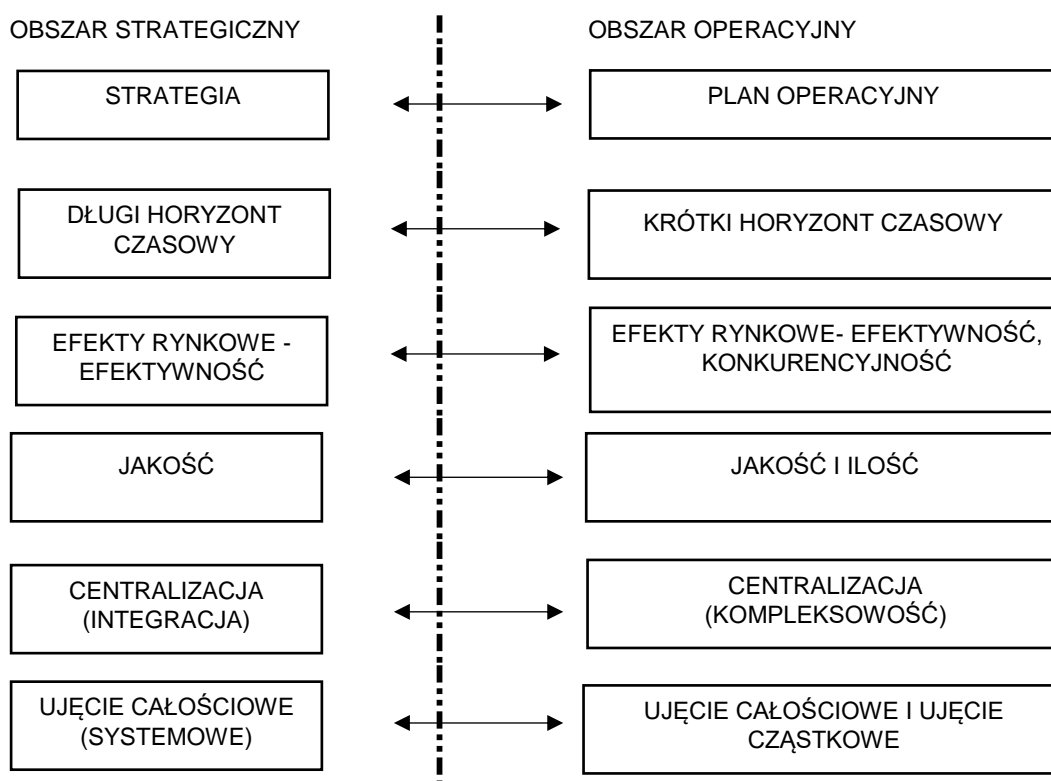 OBSZAR STRATEGICZNY
OBSZAR OPERACYJNY
STRATEGIA
PLAN OPERACYJNY
DŁUGI HORYZONT
CZASOWY
KRÓTKI HORYZONT CZASOWY
EFEKTY RYNKOWE -
EFEKTYWNOŚĆ
EFEKTY RYNKOWE- EFEKTYWNOŚĆ,
KONKURENCYJNOŚĆ
JAKOŚĆ
JAKOŚĆ I ILOŚĆ
CENTRALIZACJA
(INTEGRACJA)
CENTRALIZACJA
(KOMPLEKSOWOŚĆ)
UJĘCIE CAŁOŚCIOWE
(SYSTEMOWE)
UJĘCIE CAŁOŚCIOWE I UJĘCIE
CZĄSTKOWE